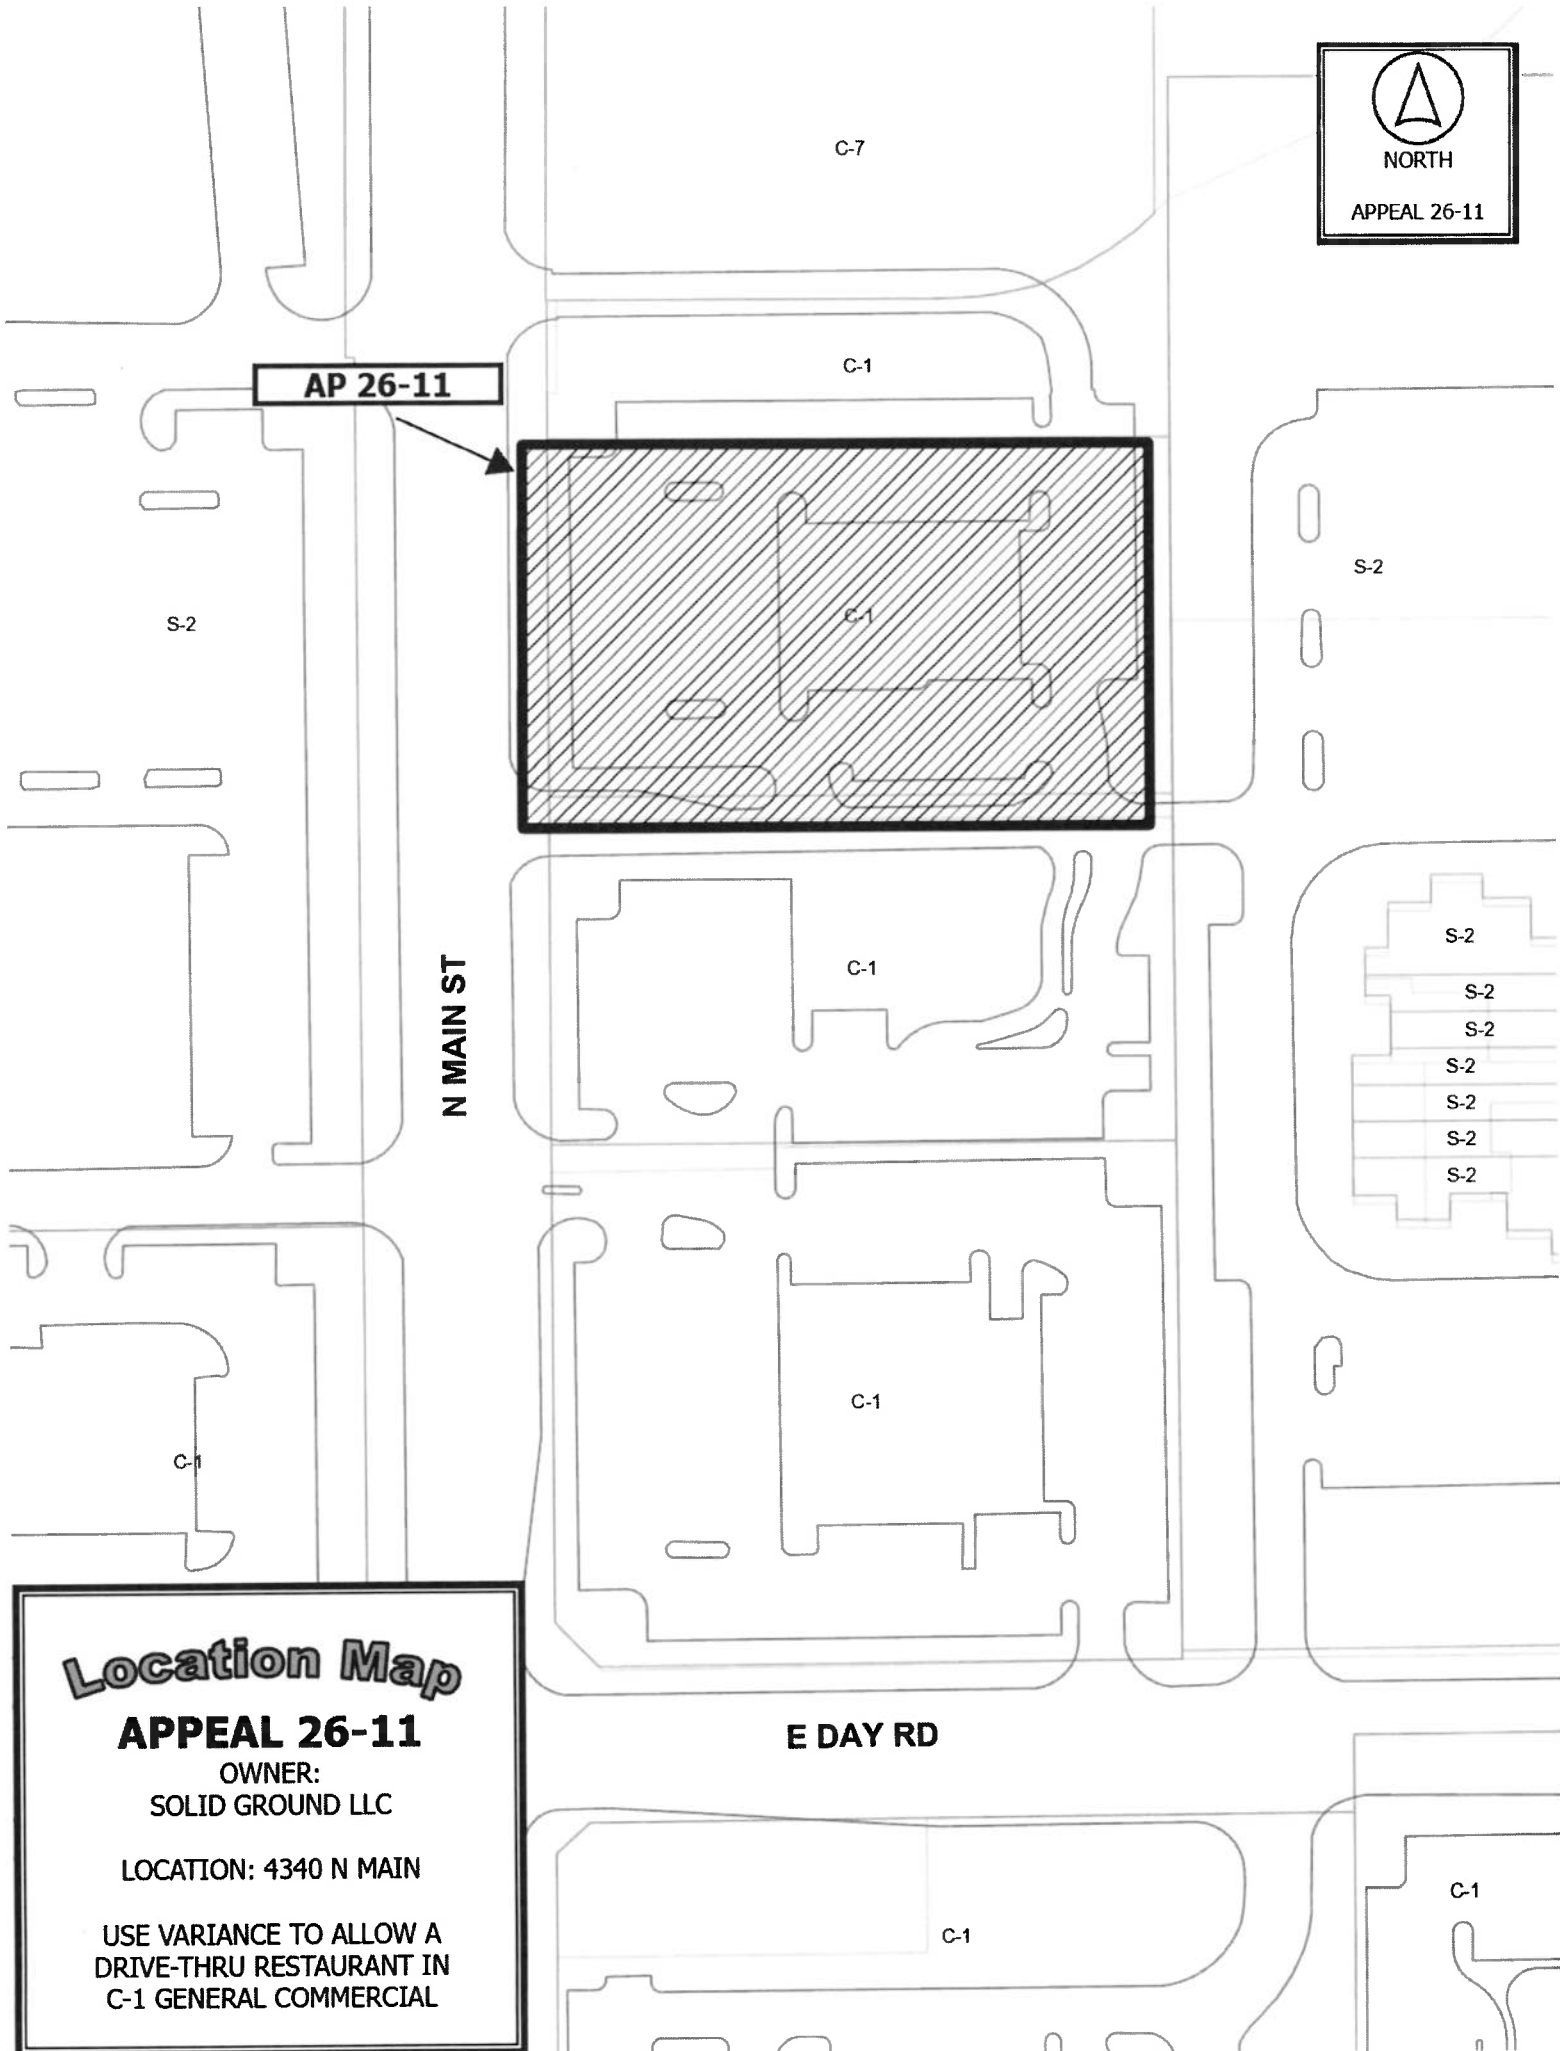 C-7
NORTH
APPEAL 26-11
C-1
AP 26-11
S-2
C-1
S-2
N MAIN ST
C-1
S-2
S-2
S-2
S-2
S-2
S-2
S-2
C-1
C-1
Location Map
APPEAL 26-11
OWNER:
SOLID GROUND LLC
LOCATION: 4340 N MAIN
USE VARIANCE TO ALLOW A
DRIVE-THRU RESTAURANT IN
C-1 GENERAL COMMERCIAL
E DAY RD
C-1
C-1